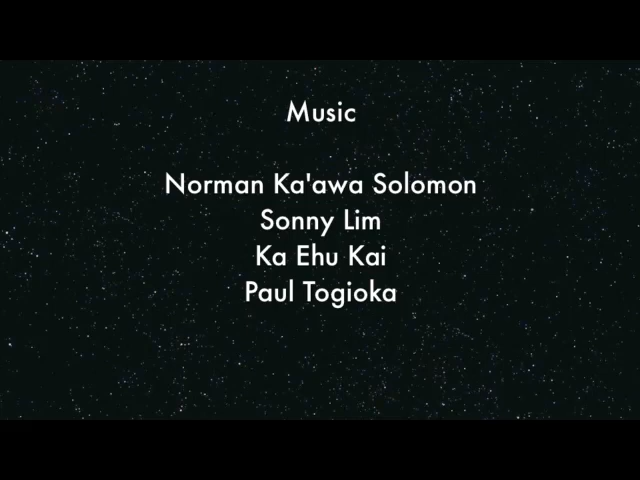 Music
Norman Ka'awa Solomon
Sonny Lim
Ka Ehu Kai
Paul Togioka